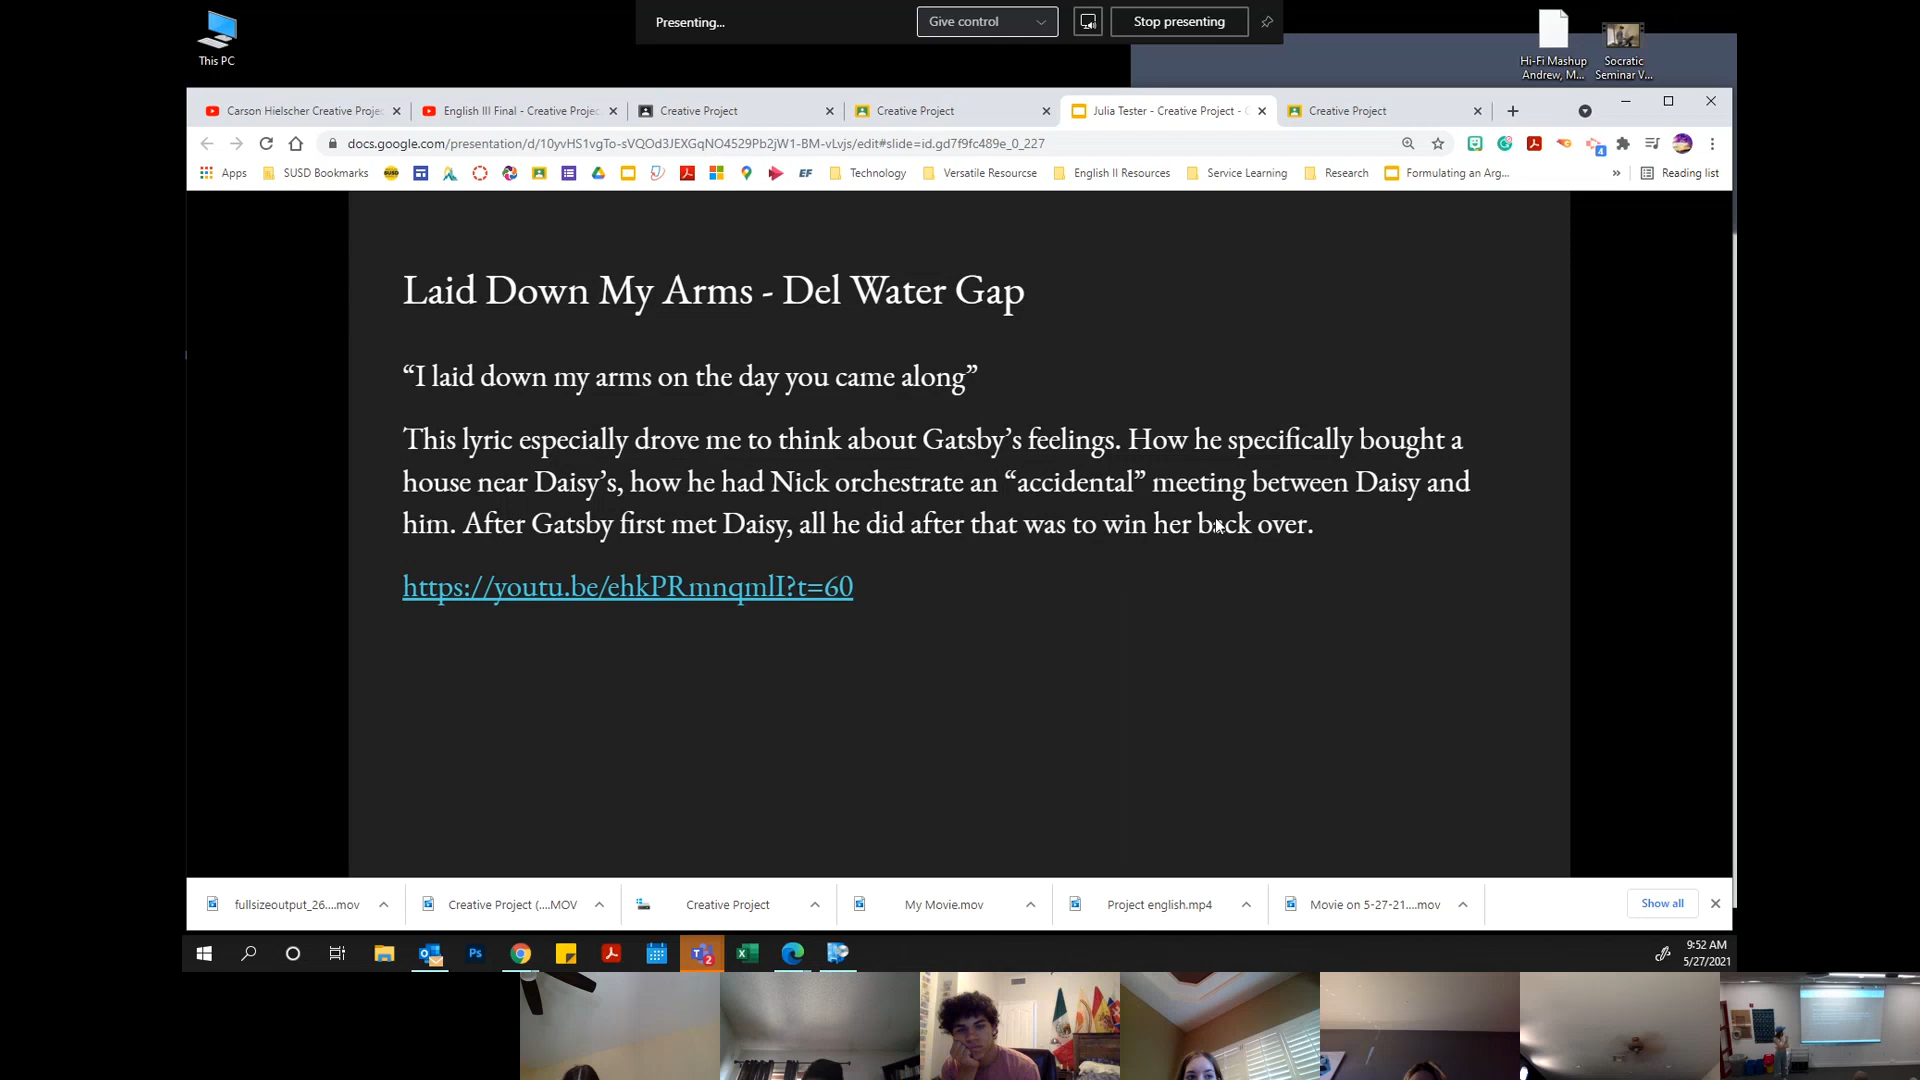 Presenting...
Give control
Stop presenting
This PC
Hi-Fi Mashup
Andrew, M...
Socratic
Seminar V...
Carson Hielscher Creative Projec
English III Final - Creative Projec
Creative Project
Creative Project
Julia Tester - Creative Project - G
Creative Project
docs.google.com/presentation/d/10yvHS1vgTo-sVQOd3JEXGqNO4529Pb2jW1-BM-vLvjs/edit#slide=id.gd7f9fc489e_0_227
Apps
SUSD Bookmarks
EF
Technology
Versatile Resourcse
English II Resources
Service Learning
Research
Formulating an Arg...
»
Reading list
Laid Down My Arms - Del Water Gap
“I laid down my arms on the day you came along”
This lyric especially drove me to think about Gatsby’s feelings. How he specifically bought a
house near Daisy’s, how he had Nick orchestrate an “accidental” meeting between Daisy and
him. After Gatsby first met Daisy, all he did after that was to win her back over.
https://youtu.be/ehkPRmnqmlI?t=60
fullsizeoutput_26....mov
Creative Project (....MOV
Creative Project
My Movie.mov
Project english.mp4
Movie on 5-27-21....mov
Show all
Ps
2
9:52 AM
5/27/2021